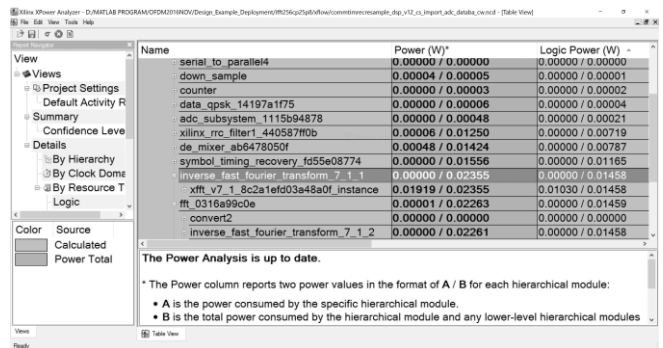 Xilinx XPower Analyzer - D:/MATLAB PROGRAM/OFDM2016NOV/Design_Example_Deployment/ifft256cp25p8/xflow/commtimrecresample_dsp_v12_cs_import_adc_databa_cw.ncd - [Table View]
File Edit View Tools Help
Report Navigator
View
Views
Project Settings
Default Activity R
Summary
Confidence Leve
Details
By Hierarchy
By Clock Doma
By Resource T
Logic
Color Source
Calculated
Power Total
Views
Name Power (W)* Logic Power (W)
serial_to_parallel4 0.00000 / 0.00000 0.00000 / 0.00000
down_sample 0.00004 / 0.00005 0.00000 / 0.00001
counter 0.00000 / 0.00003 0.00000 / 0.00002
data_qpsk_14197a1f75 0.00000 / 0.00006 0.00000 / 0.00004
adc_subsystem_1115b94878 0.00000 / 0.00048 0.00000 / 0.00021
xilinx_rrc_filter1_440587ff0b 0.00006 / 0.01250 0.00000 / 0.00719
de_mixer_ab6478050f 0.00048 / 0.01424 0.00000 / 0.00787
symbol_timing_recovery_fd55e08774 0.00000 / 0.01556 0.00000 / 0.01165
inverse_fast_fourier_transform_7_1_1 0.00000 / 0.02355 0.00000 / 0.01458
xfft_v7_1_8c2a1efd03a48a0f_instance 0.01919 / 0.02355 0.01030 / 0.01458
fft_0316a99c0e 0.00001 / 0.02263 0.00000 / 0.01459
convert2 0.00000 / 0.00000 0.00000 / 0.00000
inverse_fast_fourier_transform_7_1_2 0.00000 / 0.02261 0.00000 / 0.01458
The Power Analysis is up to date.
* The Power column reports two power values in the format of A / B for each hierarchical module:
• A is the power consumed by the specific hierarchical module.
• B is the total power consumed by the hierarchical module and any lower-level hierarchical modules
Table View
Ready